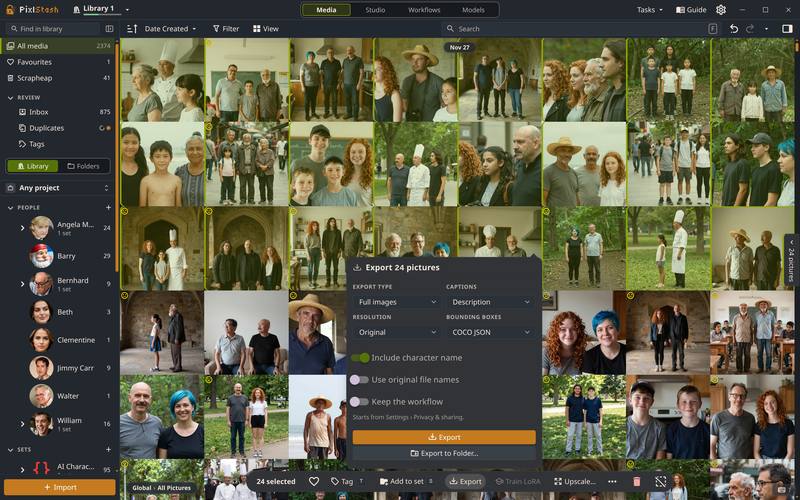 PixlStash
Library 1
Media
Studio
Workflows
Models
Tasks
Guide
Find in library
Date Created
Filter
View
Search
F
All media 2374
Favourites 1
Scrapheap 41
REVIEW
Inbox 875
Duplicates
Tags
Library
Folders
Any project
PEOPLE
Angela M... 24
1 set
Barry 29
Bernhard 9
1 set
Beth 3
Clementine 1
Jimmy Carr 9
Walter 1
William 16
1 set
SETS
AI Charac... 95
Import
Nov 27
24 pictures
Export 24 pictures
EXPORT TYPE
CAPTIONS
Full images
Description
RESOLUTION
BOUNDING BOXES
Original
COCO JSON
Include character name
Use original file names
Keep the workflow
Starts from Settings › Privacy & sharing.
Export
Export to Folder...
Global - All Pictures
24 selected
Tag T
Add to set S
Export
Train LoRA
Upscale...